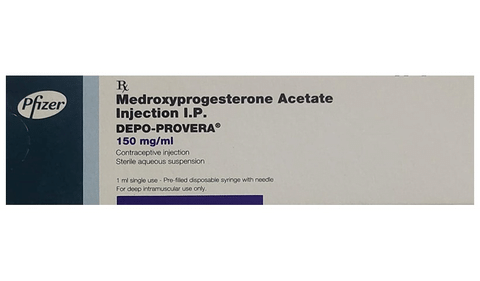 Pfizer
Rx
Medroxyprogesterone Acetate
Injection I.P.
DEPO-PROVERA®
150 mg/ml
Contraceptive injection
Sterile aqueous suspension
1 ml single use - Pre-filled disposable syringe with needle
For deep intramuscular use only.